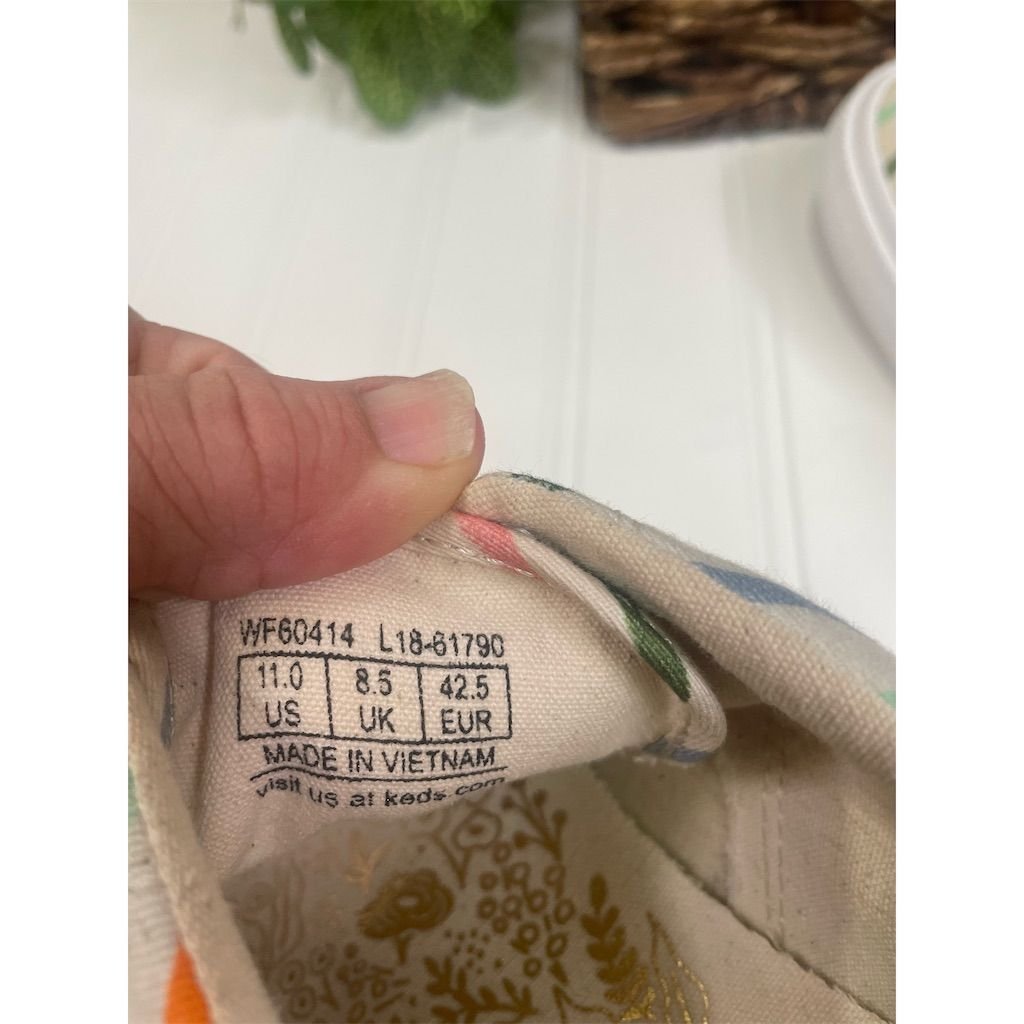 WF60414 L18-61790
11.0 8.5 42.5
US UK EUR
MADE IN VIETNAM
visit us at keds.com